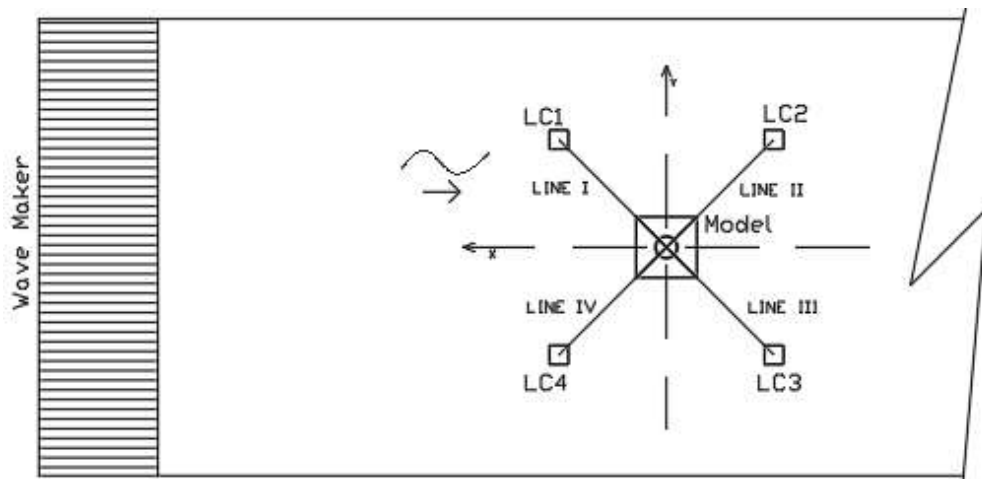 Y
LC1
LC2
LINE I
LINE II
Wave Maker
Model
X
LINE IV
LINE III
LC4
LC3